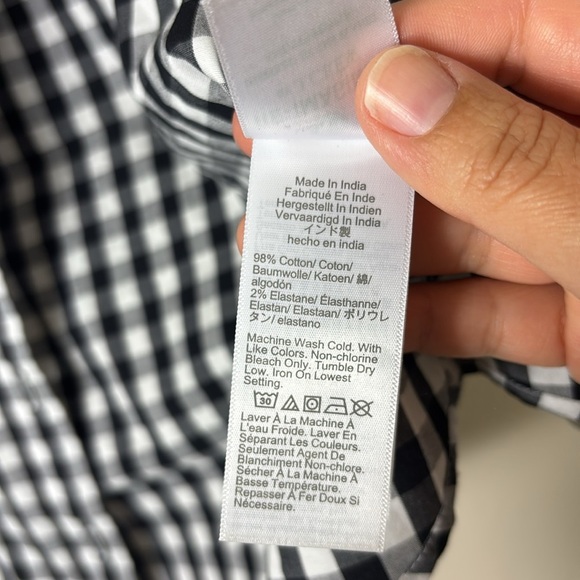 Made In India
Fabriqué En Inde
Hergestellt In Indien
Vervaardigd In India
インド製
hecho en india
98% Cotton/ Coton/
Baumwolle/ Katoen/ 綿/
algodón
2% Elastane/ Élasthanne/
Elastan/ Elastaan/ ポリウレ
タン/ elastano
Machine Wash Cold. With
Like Colors. Non-chlorine
Bleach Only. Tumble Dry
Low. Iron On Lowest
Setting.
30
Laver À La Machine À
L'eau Froide. Laver En
Séparant Les Couleurs.
Seulement Agent De
Blanchiment Non-chlore.
Sécher À La Machine À
Basse Température.
Repasser À Fer Doux Si
Nécessaire.